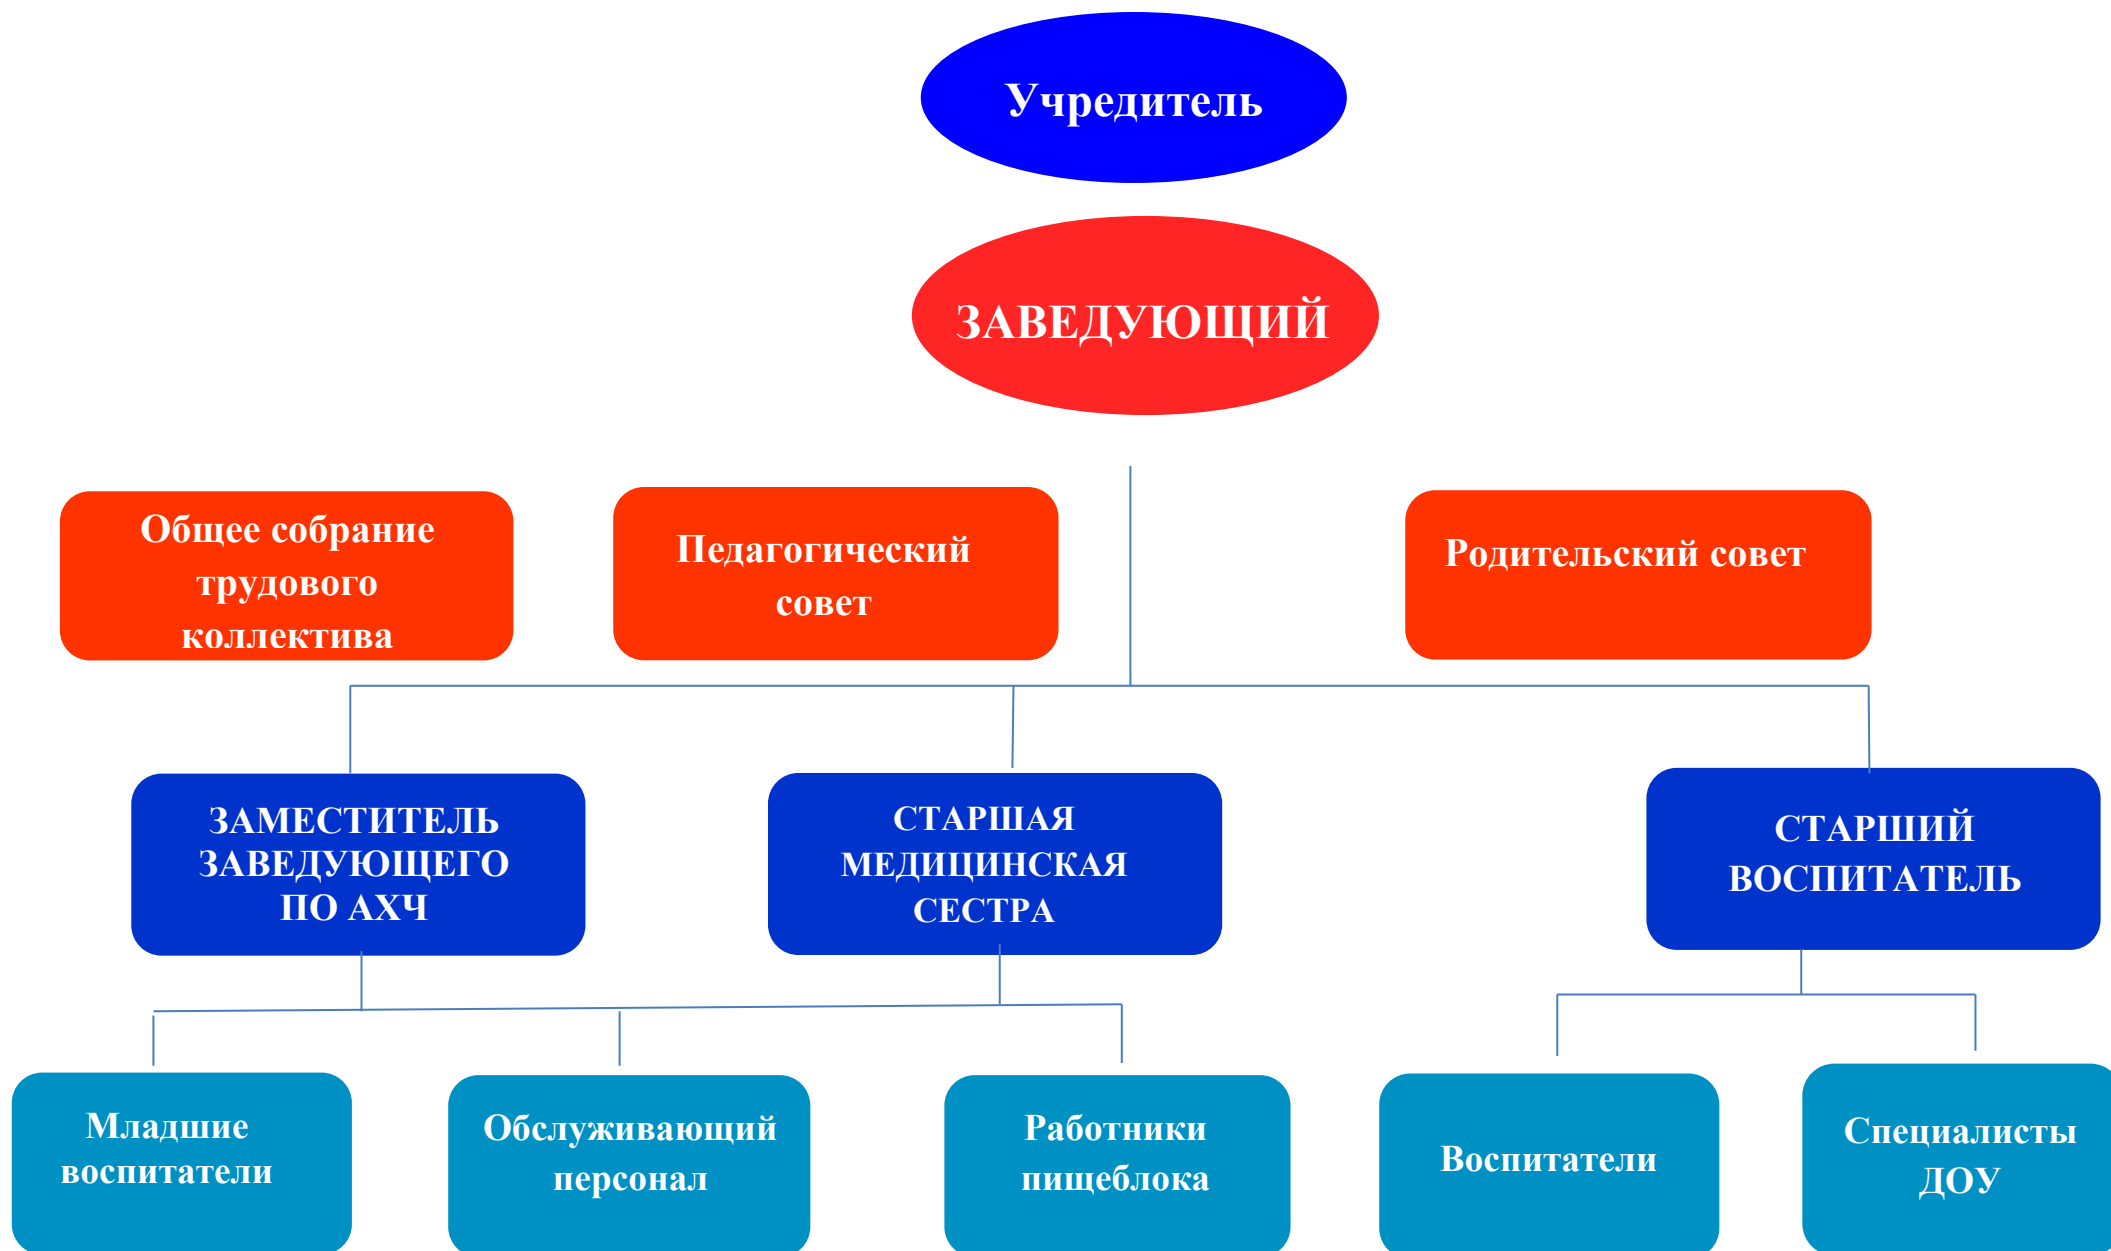 Учредитель
ЗАВЕДУЮЩИЙ
Общее собрание
трудового
коллектива
Педагогический
совет
Родительский совет
ЗАМЕСТИТЕЛЬ
ЗАВЕДУЮЩЕГО
ПО АХЧ
СТАРШАЯ
МЕДИЦИНСКАЯ
СЕСТРА
СТАРШИЙ
ВОСПИТАТЕЛЬ
Младшие
воспитатели
Обслуживающий
персонал
Работники
пищеблока
Воспитатели
Специалисты
ДОУ